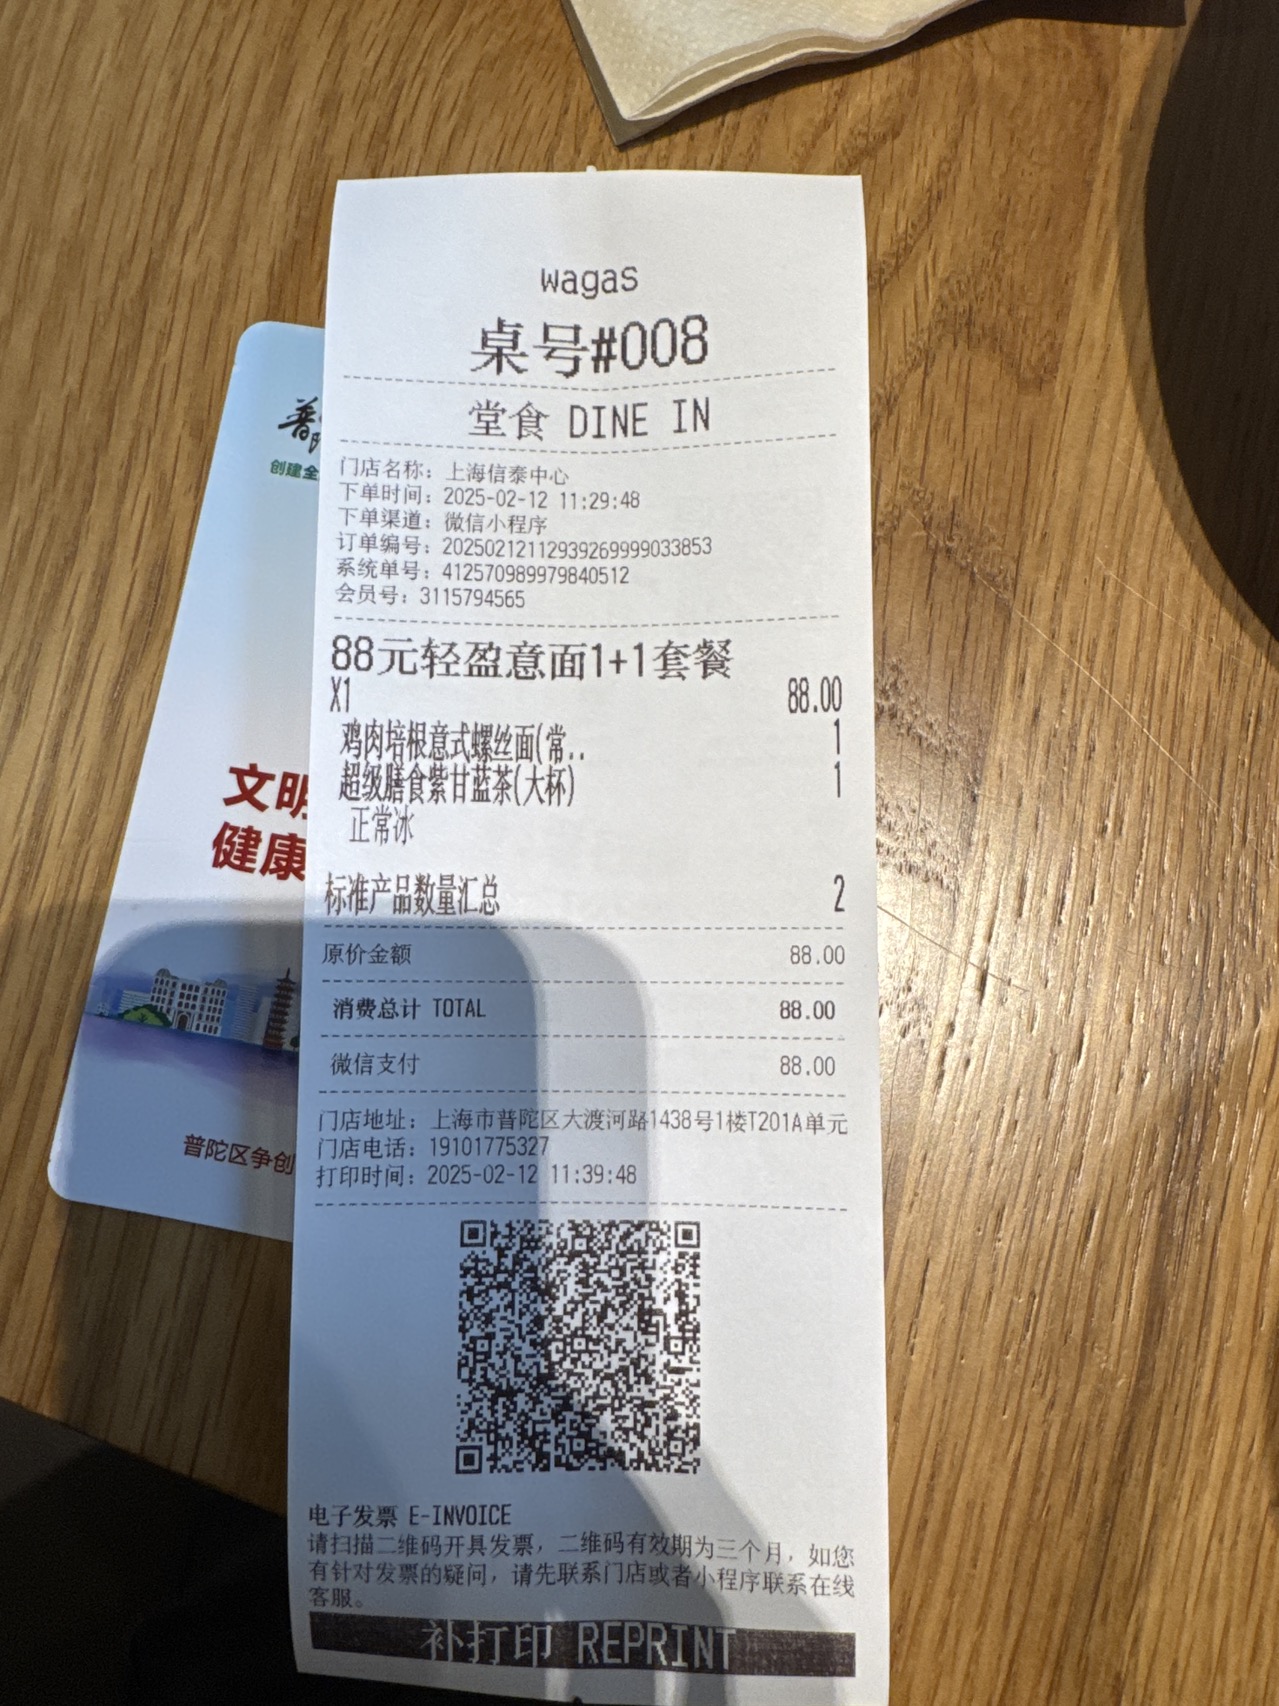 wagas
桌号#008
堂食 DINE IN
门店名称：上海信泰中心
下单时间：2025-02-12 11:29:48
下单渠道：微信小程序
订单编号：2025021211293926999903​3853
系统单号：412570989979840512
会员号：3115794565
88元轻盈意面1+1套餐
X1 88.00
鸡肉培根意式螺丝面(常.. 1
超级膳食紫甘蓝茶(大杯) 1
正常冰
标准产品数量汇总 2
原价金额 88.00
消费总计 TOTAL 88.00
微信支付 88.00
门店地址：上海市普陀区大渡河路1438号1楼T201A单元
门店电话：19101775327
打印时间：2025-02-12 11:39:48
电子发票 E-INVOICE
请扫描二维码开具发票，二维码有效期为三个月，如您
有针对发票的疑问，请先联系门店或者小程序联系在线
客服。
补打印 REPRINT
普
创建全
文明
健康
普陀区争创